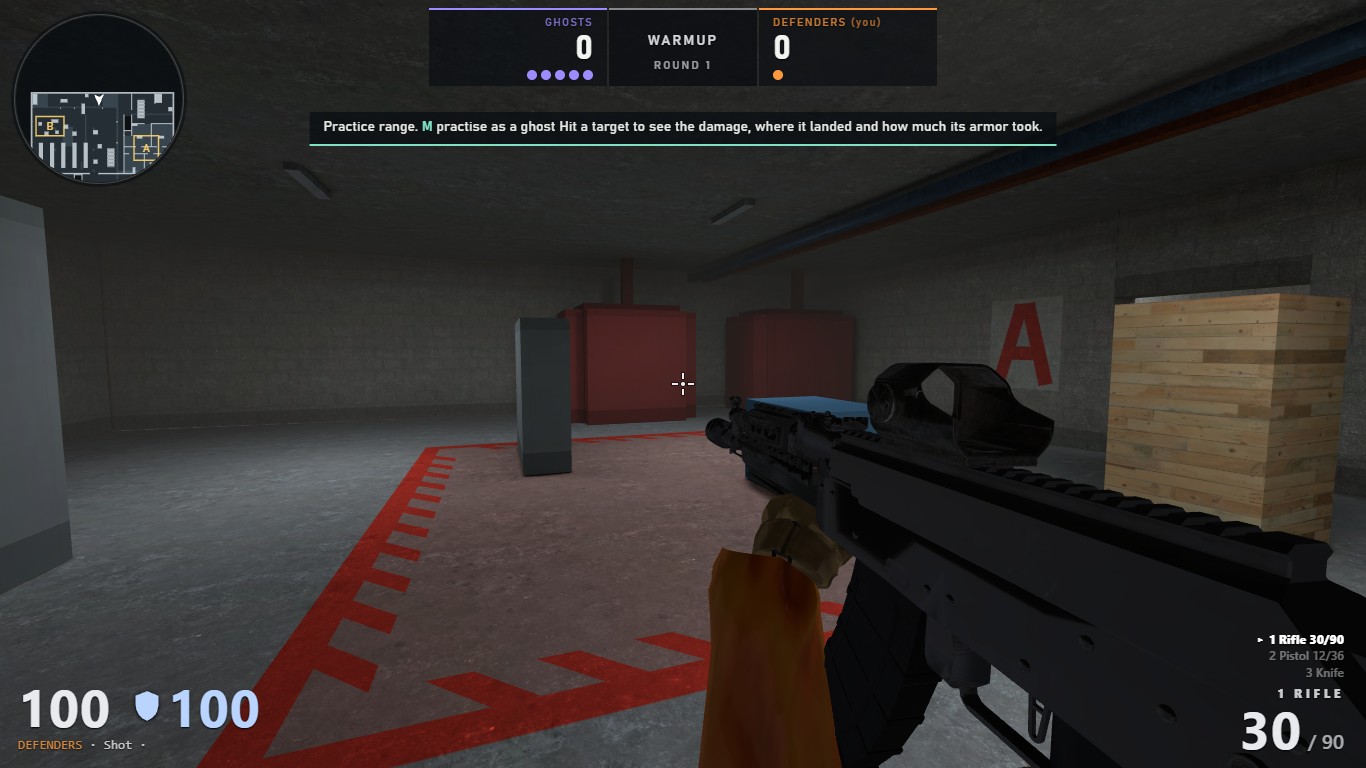 GHOSTS
0
WARMUP
ROUND 1
DEFENDERS (you)
0
B
A
Practice range. M practise as a ghost Hit a target to see the damage, where it landed and how much its armor took.
A
1 Rifle 30/90
2 Pistol 12/36
3 Knife
1 RIFLE
30 / 90
100 100
DEFENDERS · Shot ·